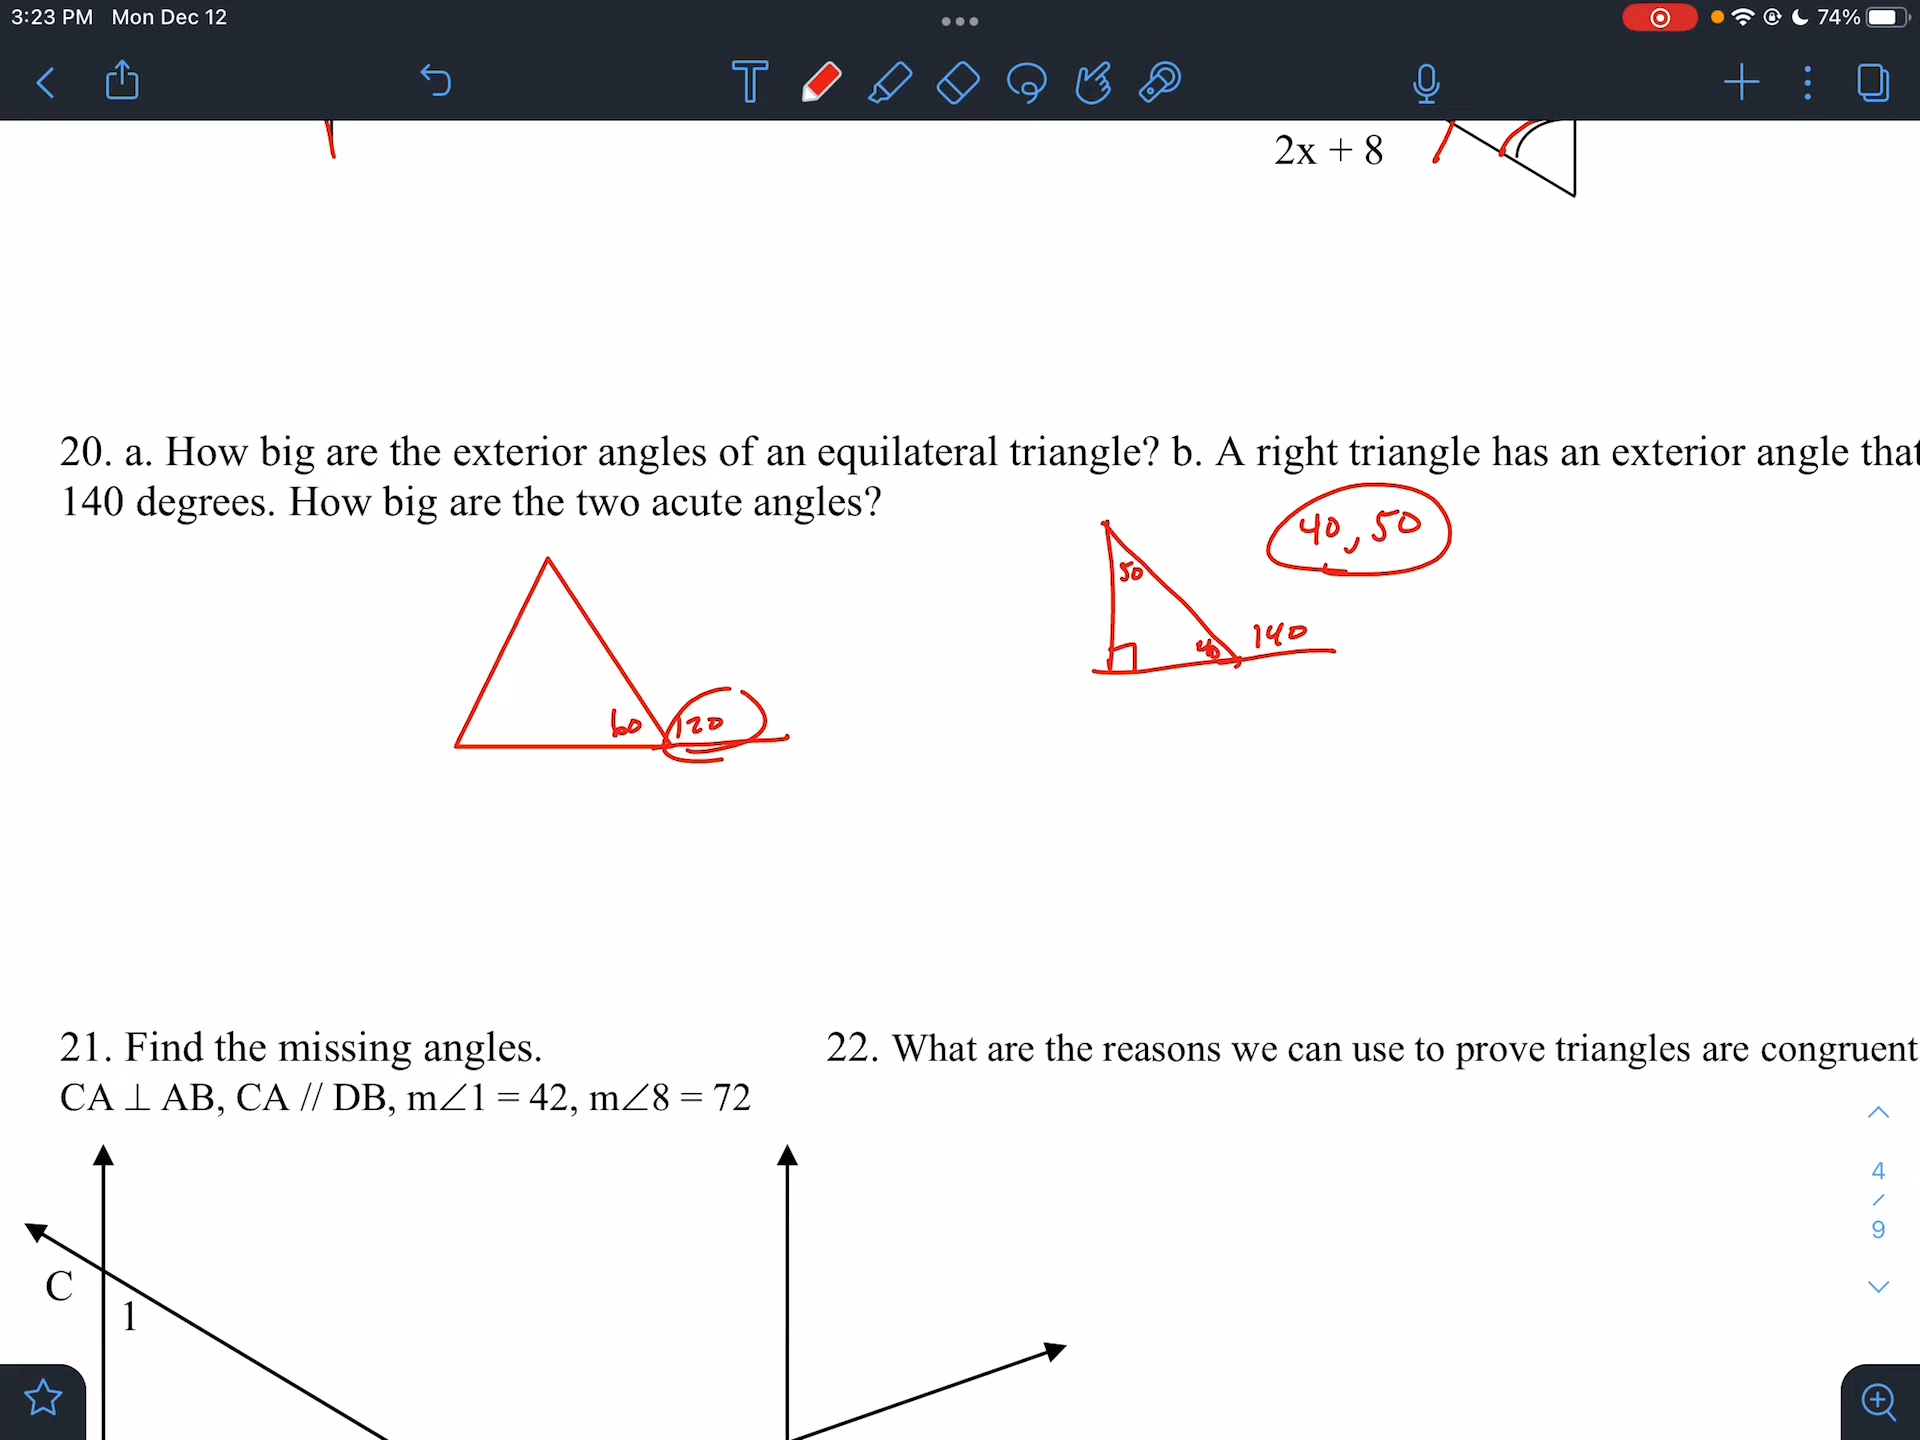 3:23 PM Mon Dec 12
74%
2x + 8
20. a. How big are the exterior angles of an equilateral triangle? b. A right triangle has an exterior angle that
140 degrees. How big are the two acute angles?
40, 50
50
140
40
60 120
21. Find the missing angles.
CA ⊥ AB, CA // DB, m∠1 = 42, m∠8 = 72
22. What are the reasons we can use to prove triangles are congruent
4
/
9
C
1